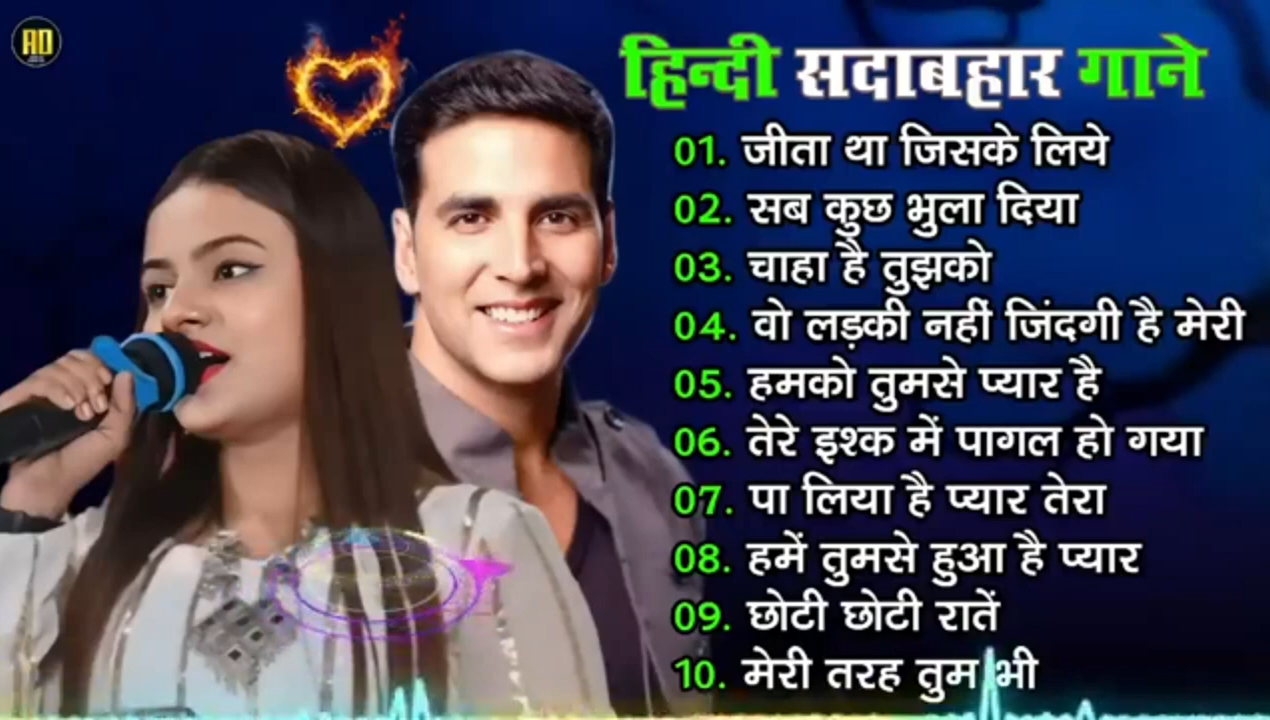 AD
हिन्दी सदाबहार गाने
01. जीता था जिसके लिये
02. सब कुछ भुला दिया
03. चाहा है तुझको
04. वो लड़की नहीं जिंदगी है मेरी
05. हमको तुमसे प्यार है
06. तेरे इश्क में पागल हो गया
07. पा लिया है प्यार तेरा
08. हमें तुमसे हुआ है प्यार
09. छोटी छोटी रातें
10. मेरी तरह तुम भी